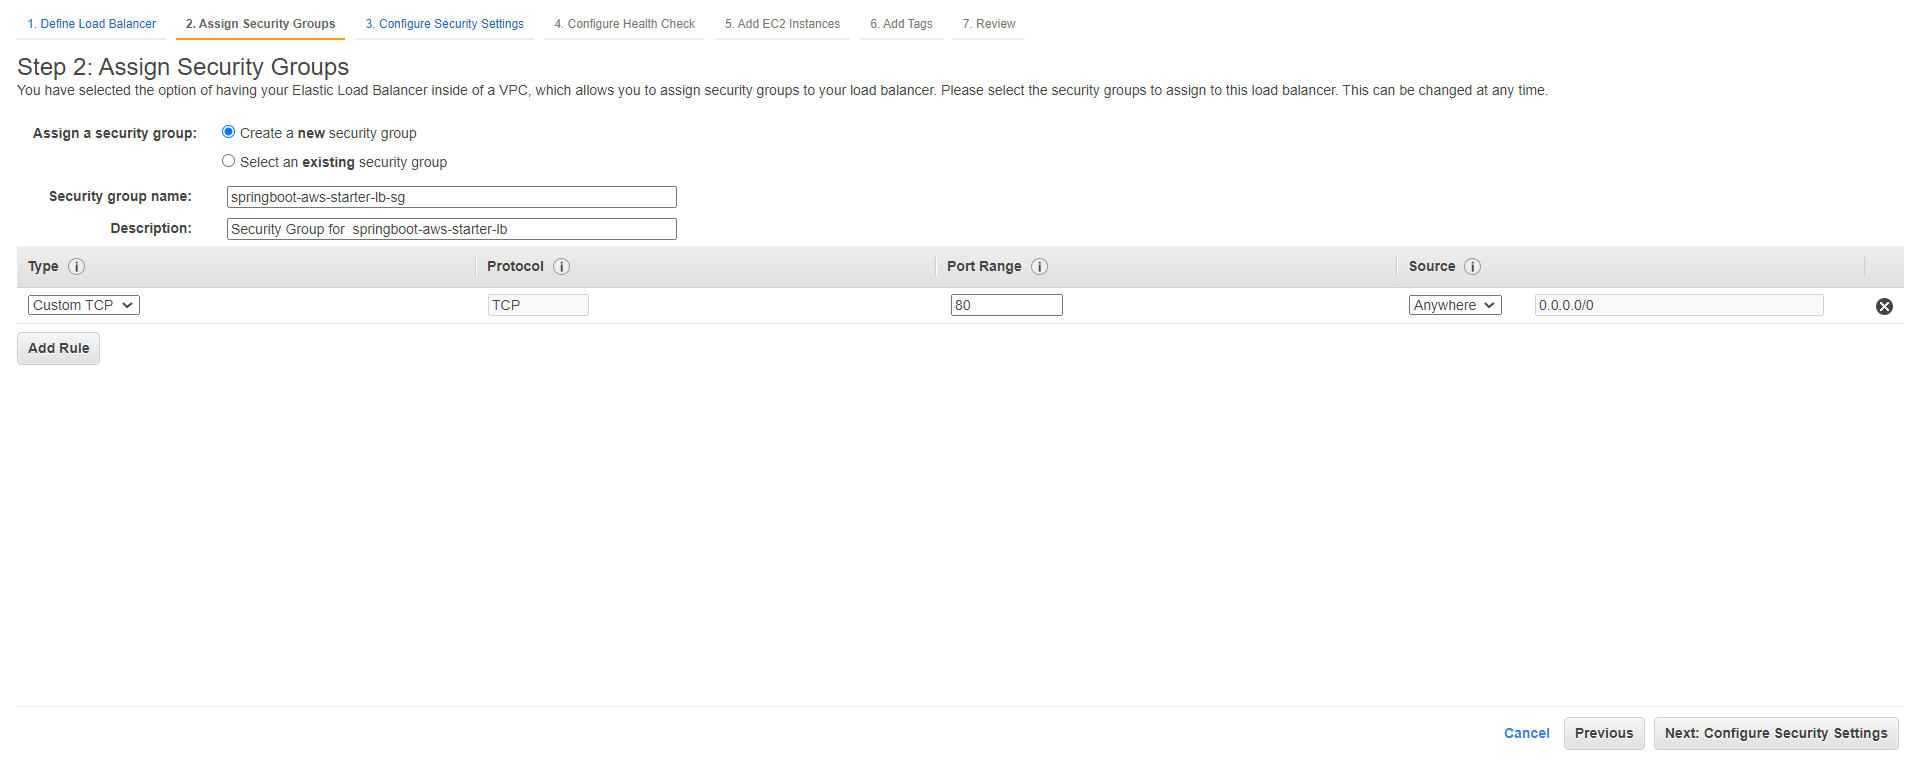 1. Define Load Balancer 2. Assign Security Groups 3. Configure Security Settings 4. Configure Health Check 5. Add EC2 Instances 6. Add Tags 7. Review
Step 2: Assign Security Groups
You have selected the option of having your Elastic Load Balancer inside of a VPC, which allows you to assign security groups to your load balancer. Please select the security groups to assign to this load balancer. This can be changed at any time.
Assign a security group: Create a new security group
Select an existing security group
Security group name: springboot-aws-starter-lb-sg
Description: Security Group for  springboot-aws-starter-lb
Type i Protocol i Port Range i Source i
Custom TCP TCP 80 Anywhere 0.0.0.0/0
Add Rule
Cancel Previous Next: Configure Security Settings